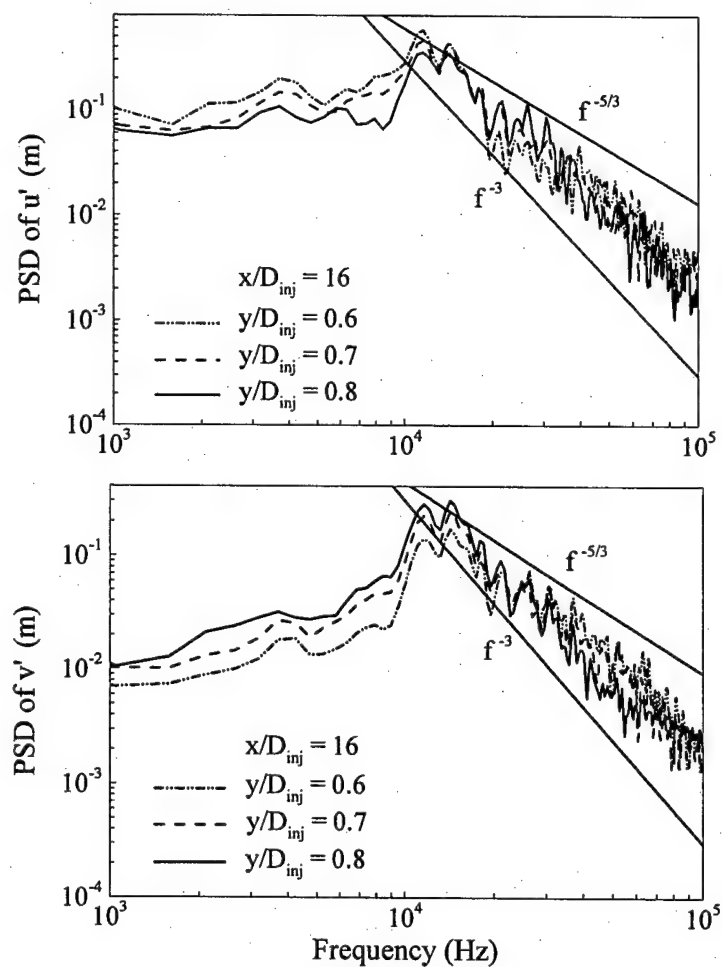 PSD of u' (m)
10^-1
10^-2
10^-3
10^-4
f^-5/3
f^-3
x/D_inj = 16
y/D_inj = 0.6
y/D_inj = 0.7
y/D_inj = 0.8
10^3
10^4
10^5
PSD of v' (m)
10^-1
10^-2
10^-3
10^-4
f^-5/3
f^-3
x/D_inj = 16
y/D_inj = 0.6
y/D_inj = 0.7
y/D_inj = 0.8
10^3
10^4
10^5
Frequency (Hz)